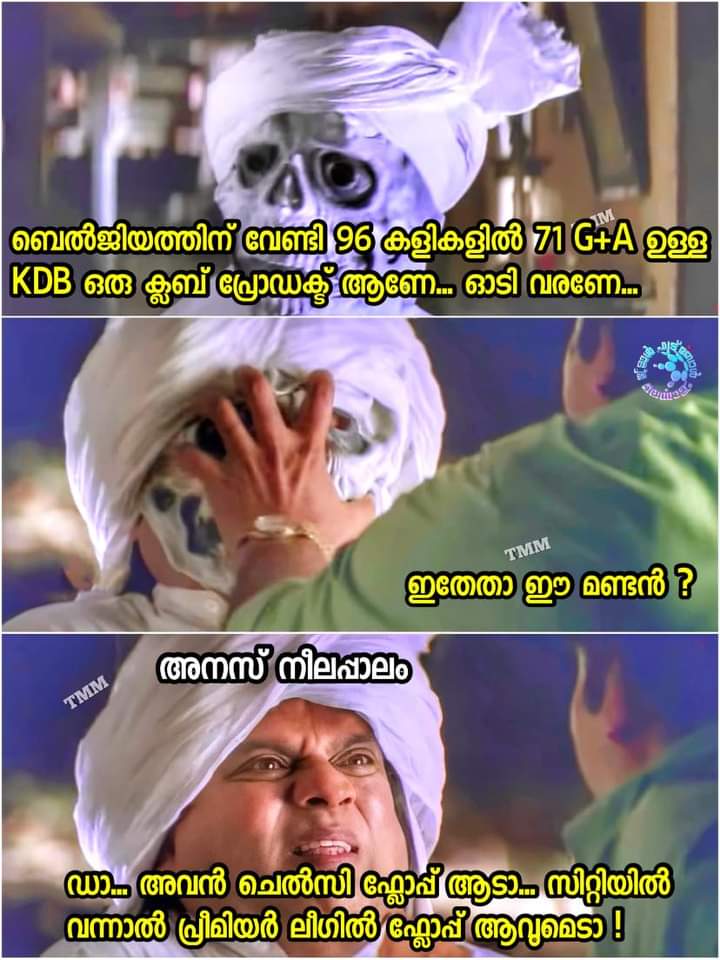 ബെൽജിയത്തിന് വേണ്ടി 96 കളികളിൽ 71 G+A ഉള്ള
KDB ഒരു ക്ലബ് പ്രോഡക്ട് ആണേ... ഓടി വരണേ...
TMM
ഇതേതാ ഈ മണ്ടൻ ?
അനസ് നീലപ്പാലം
TMM
ഡാ... അവൻ ചെൽസി ഫ്ലോപ് ആടാ... സിറ്റിയിൽ
വന്നാൽ പ്രീമിയർ ലീഗിൽ ഫ്ലോപ് ആവുമെടാ !